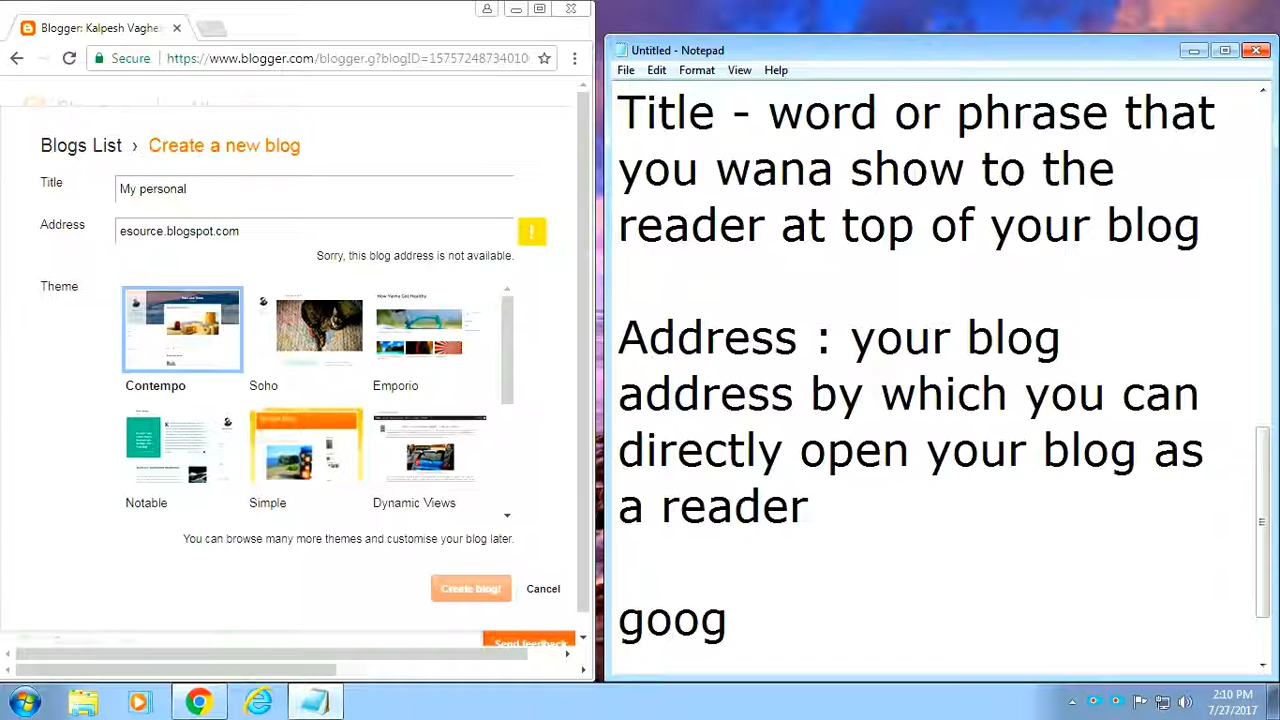 Blogger: Kalpesh Vaghe
Secure
https://www.blogger.com/blogger.g?blogID=15757248734010
Blogs List › Create a new blog
Title
My personal
Address
esource.blogspot.com
!
Sorry, this blog address is not available.
Theme
Contempo
Soho
Emporio
Notable
Simple
Dynamic Views
You can browse many more themes and customise your blog later.
Create blog!
Cancel
Send feedback
Untitled - Notepad
File Edit Format View Help
Title - word or phrase that
you wana show to the
reader at top of your blog
Address : your blog
address by which you can
directly open your blog as
a reader
goog
2:10 PM
7/27/2017